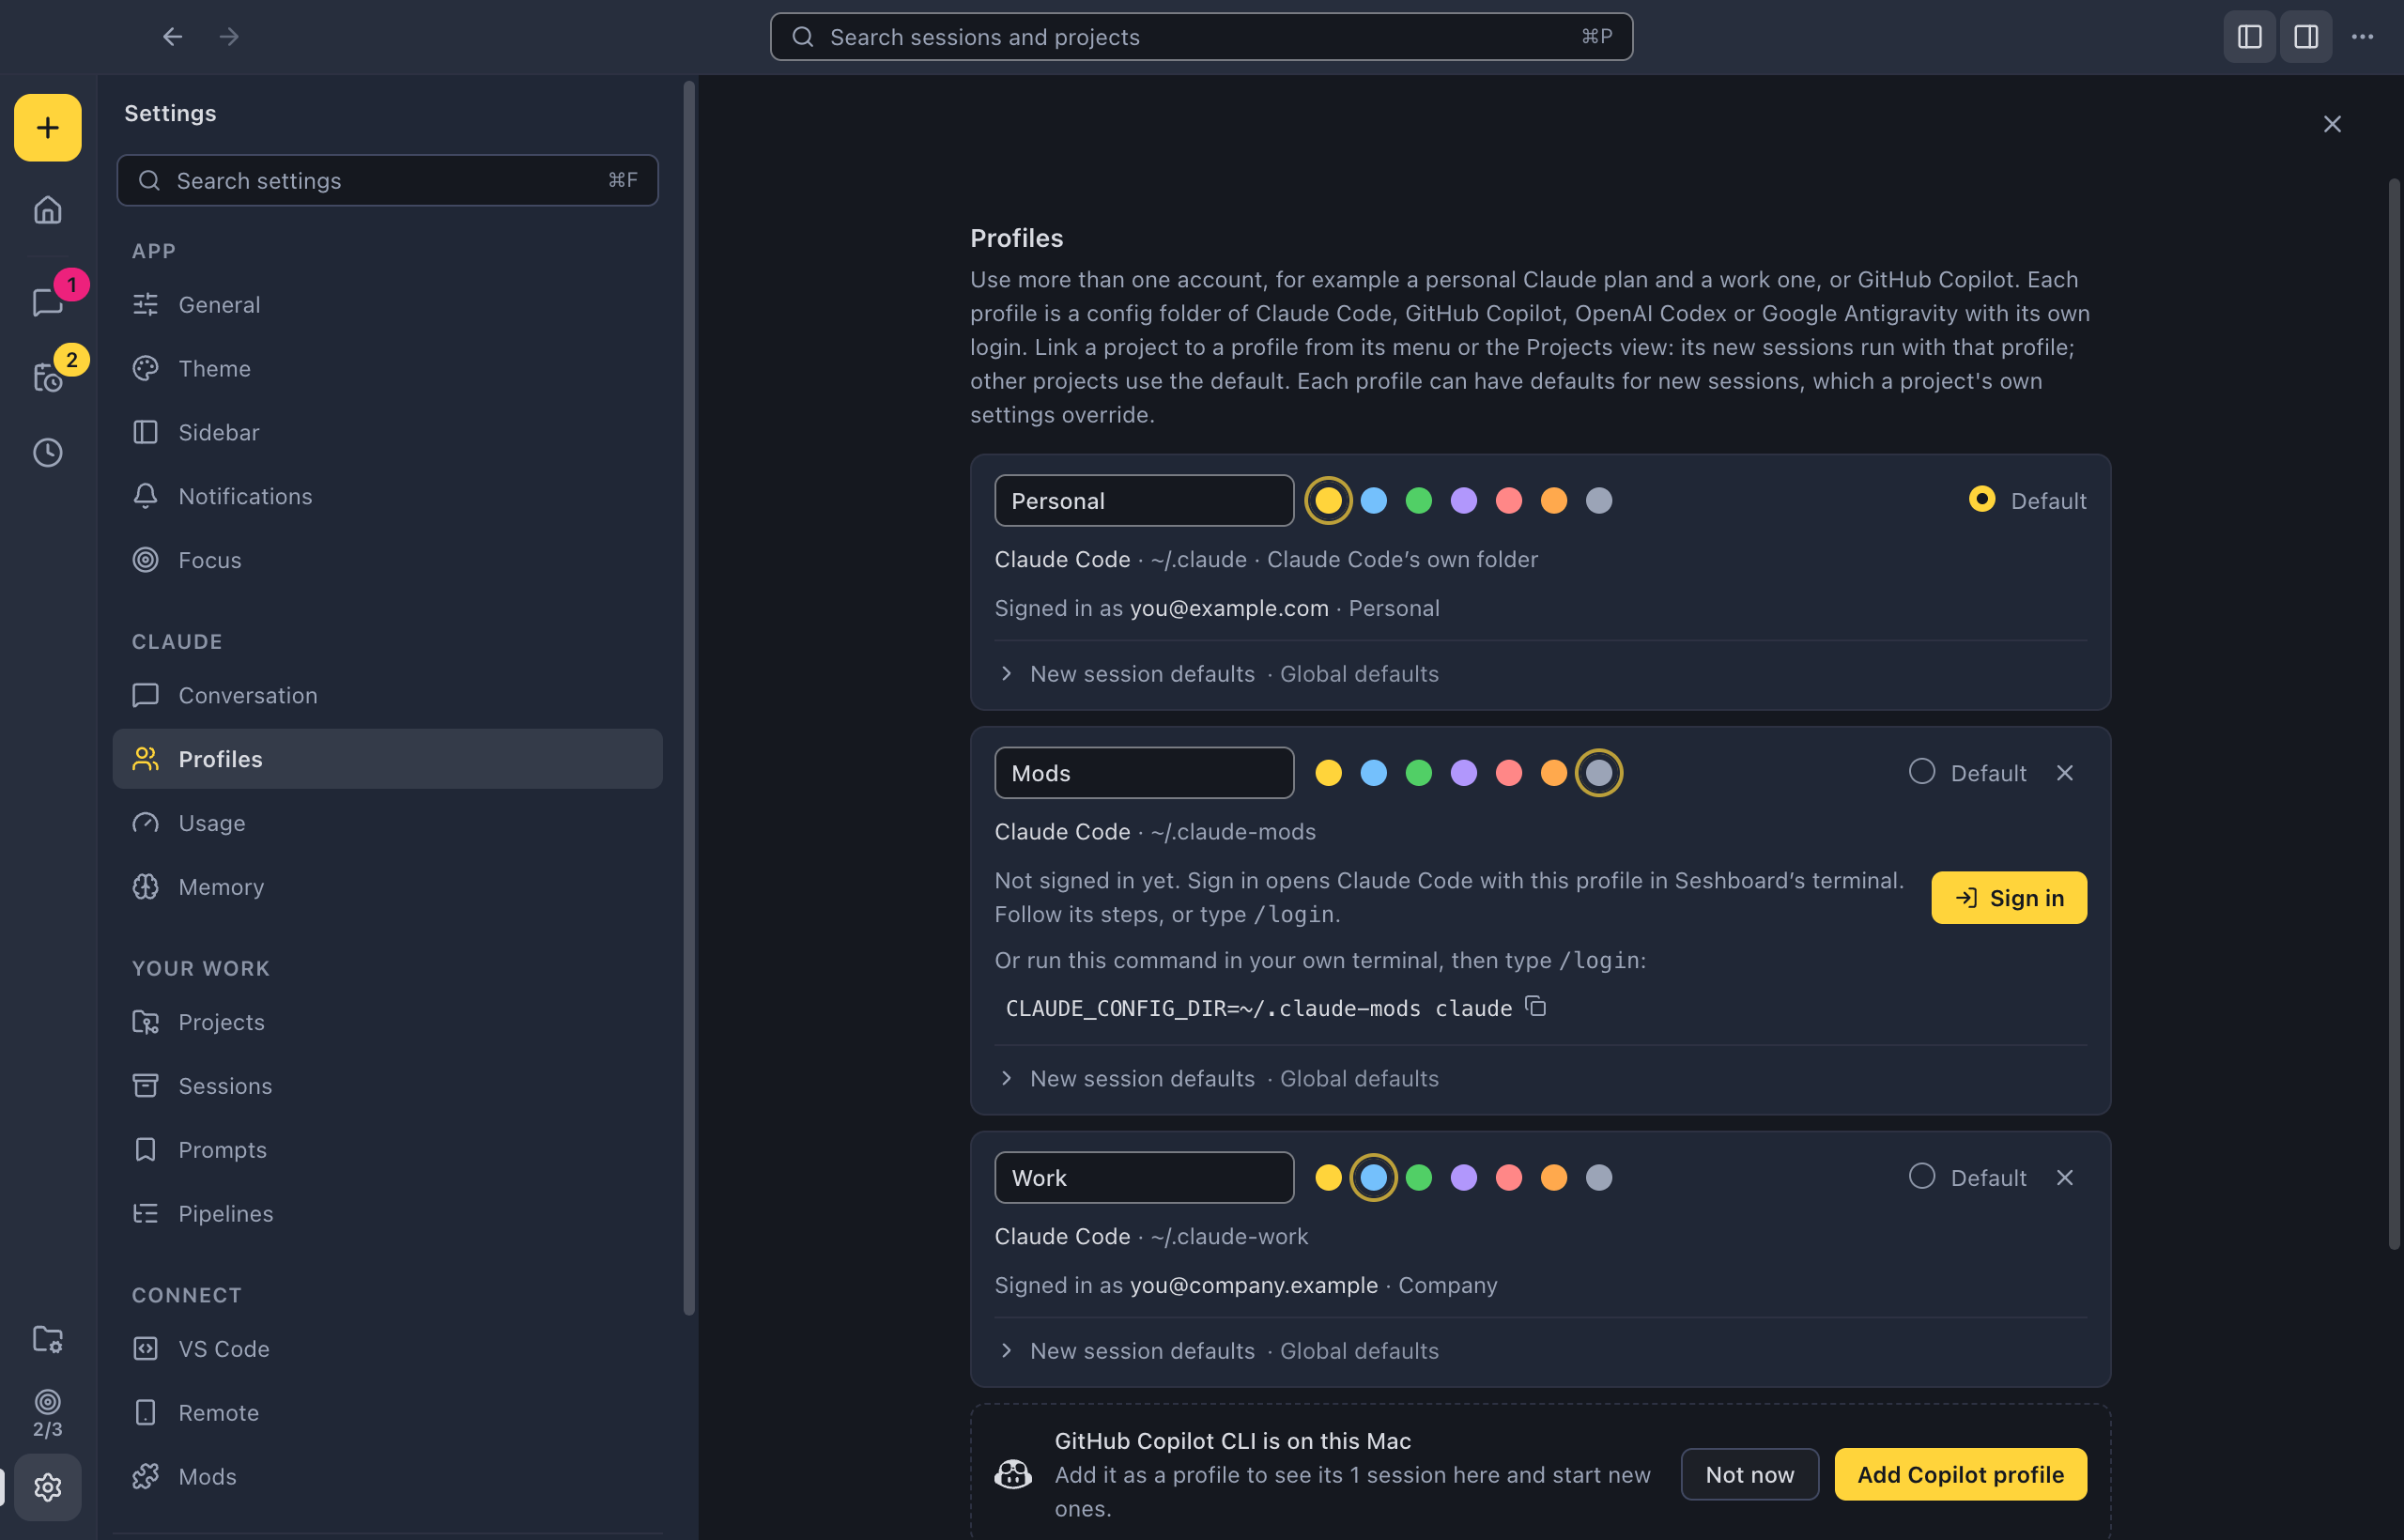 Search sessions and projects
⌘P
Settings
Search settings
⌘F
APP
General
Theme
Sidebar
Notifications
Focus
CLAUDE
Conversation
Profiles
Usage
Memory
YOUR WORK
Projects
Sessions
Prompts
Pipelines
CONNECT
VS Code
Remote
Mods
1
2
2/3
Profiles
Use more than one account, for example a personal Claude plan and a work one, or GitHub Copilot. Each
profile is a config folder of Claude Code, GitHub Copilot, OpenAI Codex or Google Antigravity with its own
login. Link a project to a profile from its menu or the Projects view: its new sessions run with that profile;
other projects use the default. Each profile can have defaults for new sessions, which a project's own
settings override.
Personal
Default
Claude Code · ~/.claude · Claude Code’s own folder
Signed in as you@example.com · Personal
New session defaults · Global defaults
Mods
Default
Claude Code · ~/.claude-mods
Not signed in yet. Sign in opens Claude Code with this profile in Seshboard’s terminal.
Follow its steps, or type /login.
Sign in
Or run this command in your own terminal, then type /login:
CLAUDE_CONFIG_DIR=~/.claude-mods claude
New session defaults · Global defaults
Work
Default
Claude Code · ~/.claude-work
Signed in as you@company.example · Company
New session defaults · Global defaults
GitHub Copilot CLI is on this Mac
Add it as a profile to see its 1 session here and start new
ones.
Not now
Add Copilot profile